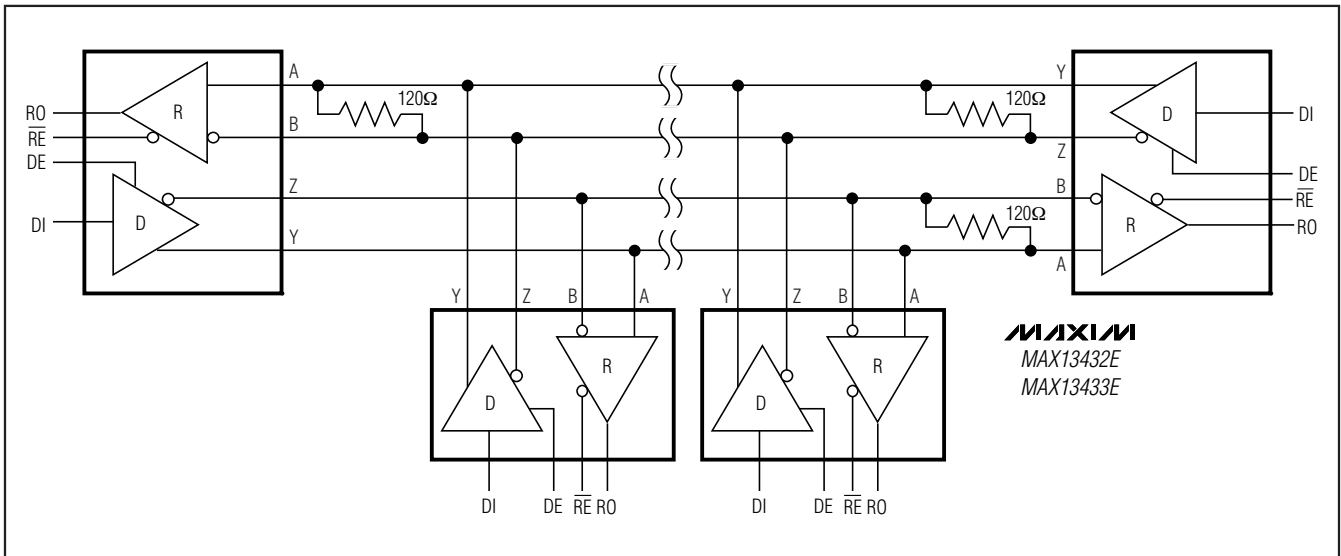 A
Y
120Ω
120Ω
RO
R
D
DI
RE
B
Z
DE
DE
Z
B
RE
120Ω
DI
D
R
RO
Y
A
Y
Z
B
A
Y
Z
B
A
MAXIM
MAX13432E
MAX13433E
R
R
D
D
DI
DE
RE
RO
DI
DE
RE
RO